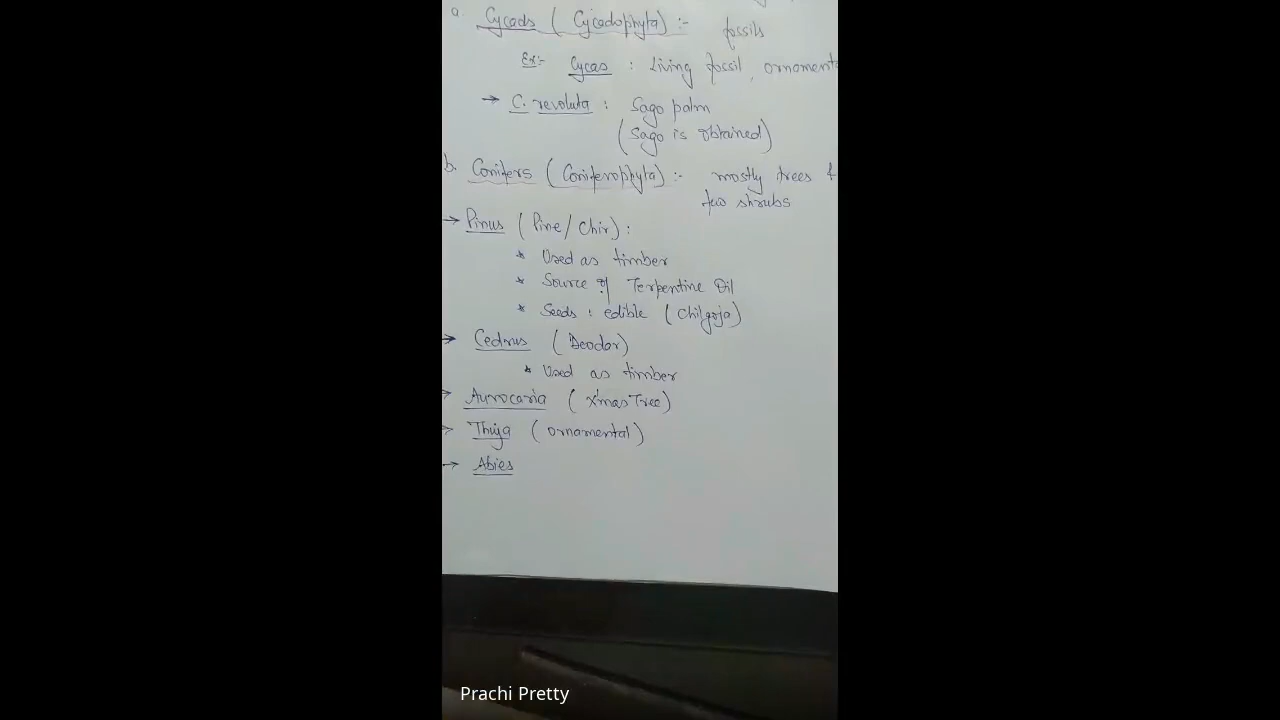 a. Cycads ( Cycadophyta) :- fossils
Ex:- Cycas : Living fossil, ornamenta
→ C. revoluta : Sago palm
(Sago is obtained)
b. Conifers ( Coniferophyta) :- mostly trees &
few shrubs
→ Pinus ( Pine / Chir) :
* Used as timber
* Source of Terpentine Oil
* Seeds : edible ( Chilgoja)
→ Cedrus ( Deodar)
* Used as timber
→ Aurocaria ( X'mas Tree)
→ Thuja ( ornamental)
→ Abies
Prachi Pretty